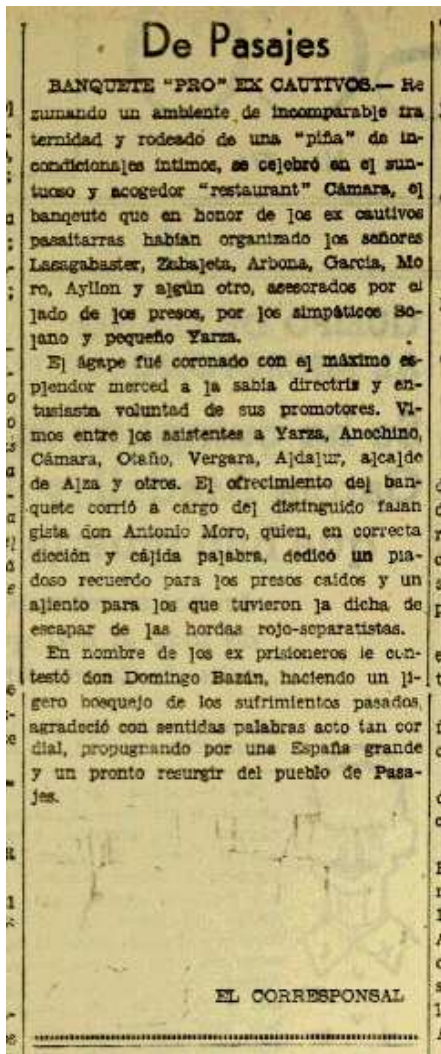 De Pasajes
BANQUETE "PRO" EX CAUTIVOS.— Re
zumando un ambiente de incomparable fra
ternidad y rodeado de una "piña" de in-
condicionales íntimos, se celebró en el sun-
tuoso y acogedor "restaurant" Cámara, el
banqeute que en honor de los ex cautivos
pasaitarras habían organizado los señores
Lasagabaster, Zabaleta, Arbona, García, Mo
ro, Ayllon y algún otro, asesorados por el
lado de los presos, por los simpáticos So-
lano y pequeño Yarza.
El ágape fué coronado con el máximo es-
plendor merced a la sabia directriz y en-
tusiasta voluntad de sus promotores. Vi-
mos entre los asistentes a Yarza, Anochino,
Cámara, Otaño, Vergara, Aldalur, alcalde
de Alza y otros. El ofrecimiento del ban-
quete corrió a cargo del distinguido falan
gista don Antonio Moro, quien, en correcta
dicción y cálida palabra, dedicó un pia-
doso recuerdo para los presos caídos y un
aliento para los que tuvieron la dicha de
escapar de las hordas rojo-separatistas.
En nombre de los ex prisioneros le con-
testó don Domingo Bazán, haciendo un li-
gero bosquejo de los sufrimientos pasados,
agradeció con sentidas palabras acto tan cor
dial, propugnando por una España grande
y un pronto resurgir del pueblo de Pasa-
jes.
EL CORRESPONSAL